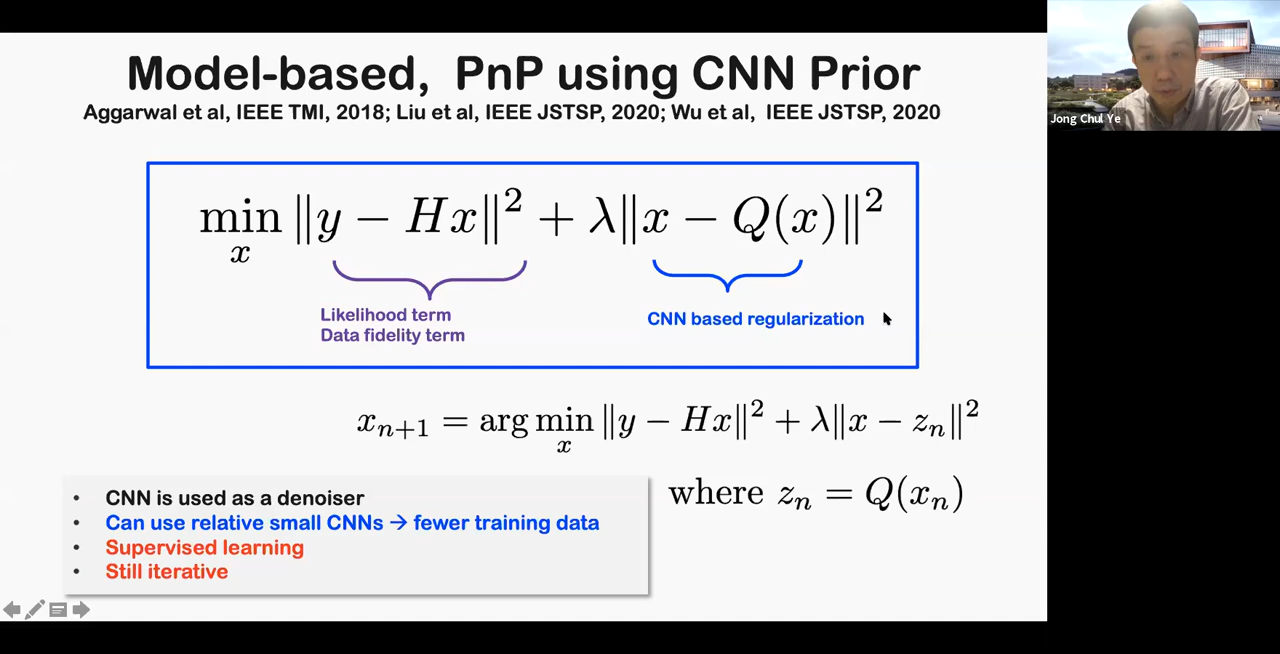 Model-based, PnP using CNN Prior
Aggarwal et al, IEEE TMI, 2018; Liu et al, IEEE JSTSP, 2020; Wu et al, IEEE JSTSP, 2020
min_x ‖y − Hx‖² + λ‖x − Q(x)‖²
Likelihood term
Data fidelity term
CNN based regularization
x_{n+1} = arg min_x ‖y − Hx‖² + λ‖x − z_n‖²
where z_n = Q(x_n)
• CNN is used as a denoiser
• Can use relative small CNNs → fewer training data
• Supervised learning
• Still iterative
Jong Chul Ye